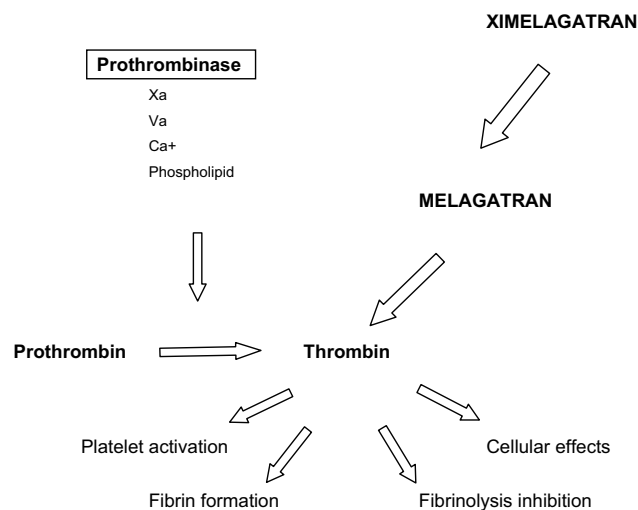 XIMELAGATRAN
Prothrombinase
Xa
Va
Ca+
Phospholipid
MELAGATRAN
Prothrombin
Thrombin
Platelet activation
Cellular effects
Fibrin formation
Fibrinolysis inhibition